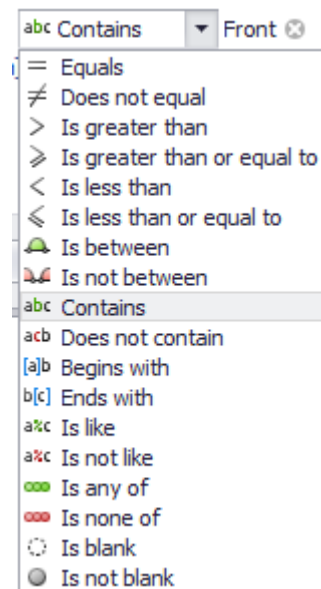 abc Contains Front
= Equals
≠ Does not equal
> Is greater than
⩾ Is greater than or equal to
< Is less than
⩽ Is less than or equal to
Is between
Is not between
abc Contains
acb Does not contain
[a]b Begins with
b[c] Ends with
a%c Is like
a%c Is not like
Is any of
Is none of
Is blank
Is not blank